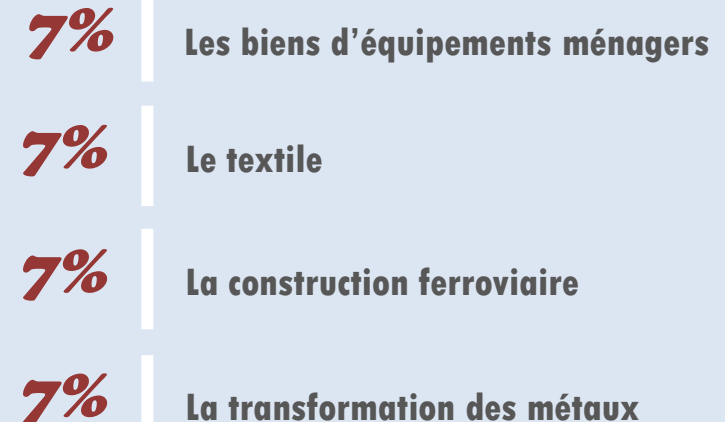 7% Les biens d’équipements ménagers
7% Le textile
7% La construction ferroviaire
7% La transformation des métaux